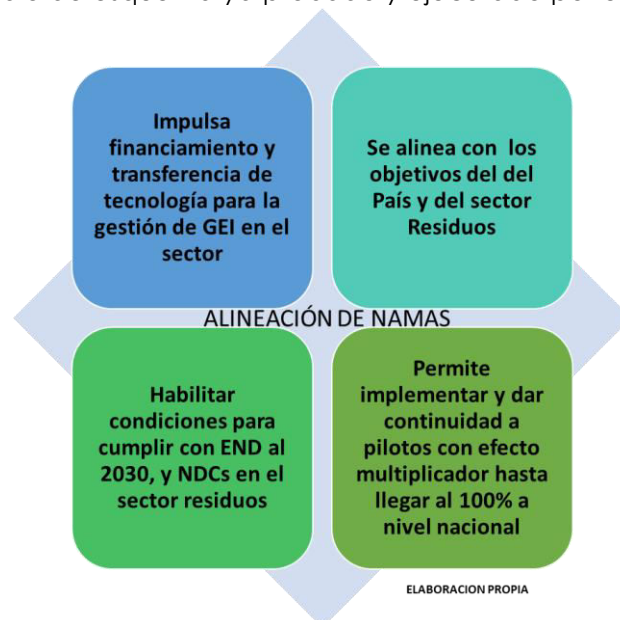 Impulsa
financiamiento y
transferencia de
tecnología para la
gestión de GEI en el
sector
Se alinea con los
objetivos del del
País y del sector
Residuos
ALINEACIÓN DE NAMAS
Habilitar
condiciones para
cumplir con END al
2030, y NDCs en el
sector residuos
Permite
implementar y dar
continuidad a
pilotos con efecto
multiplicador hasta
llegar al 100% a
nivel nacional
ELABORACION PROPIA